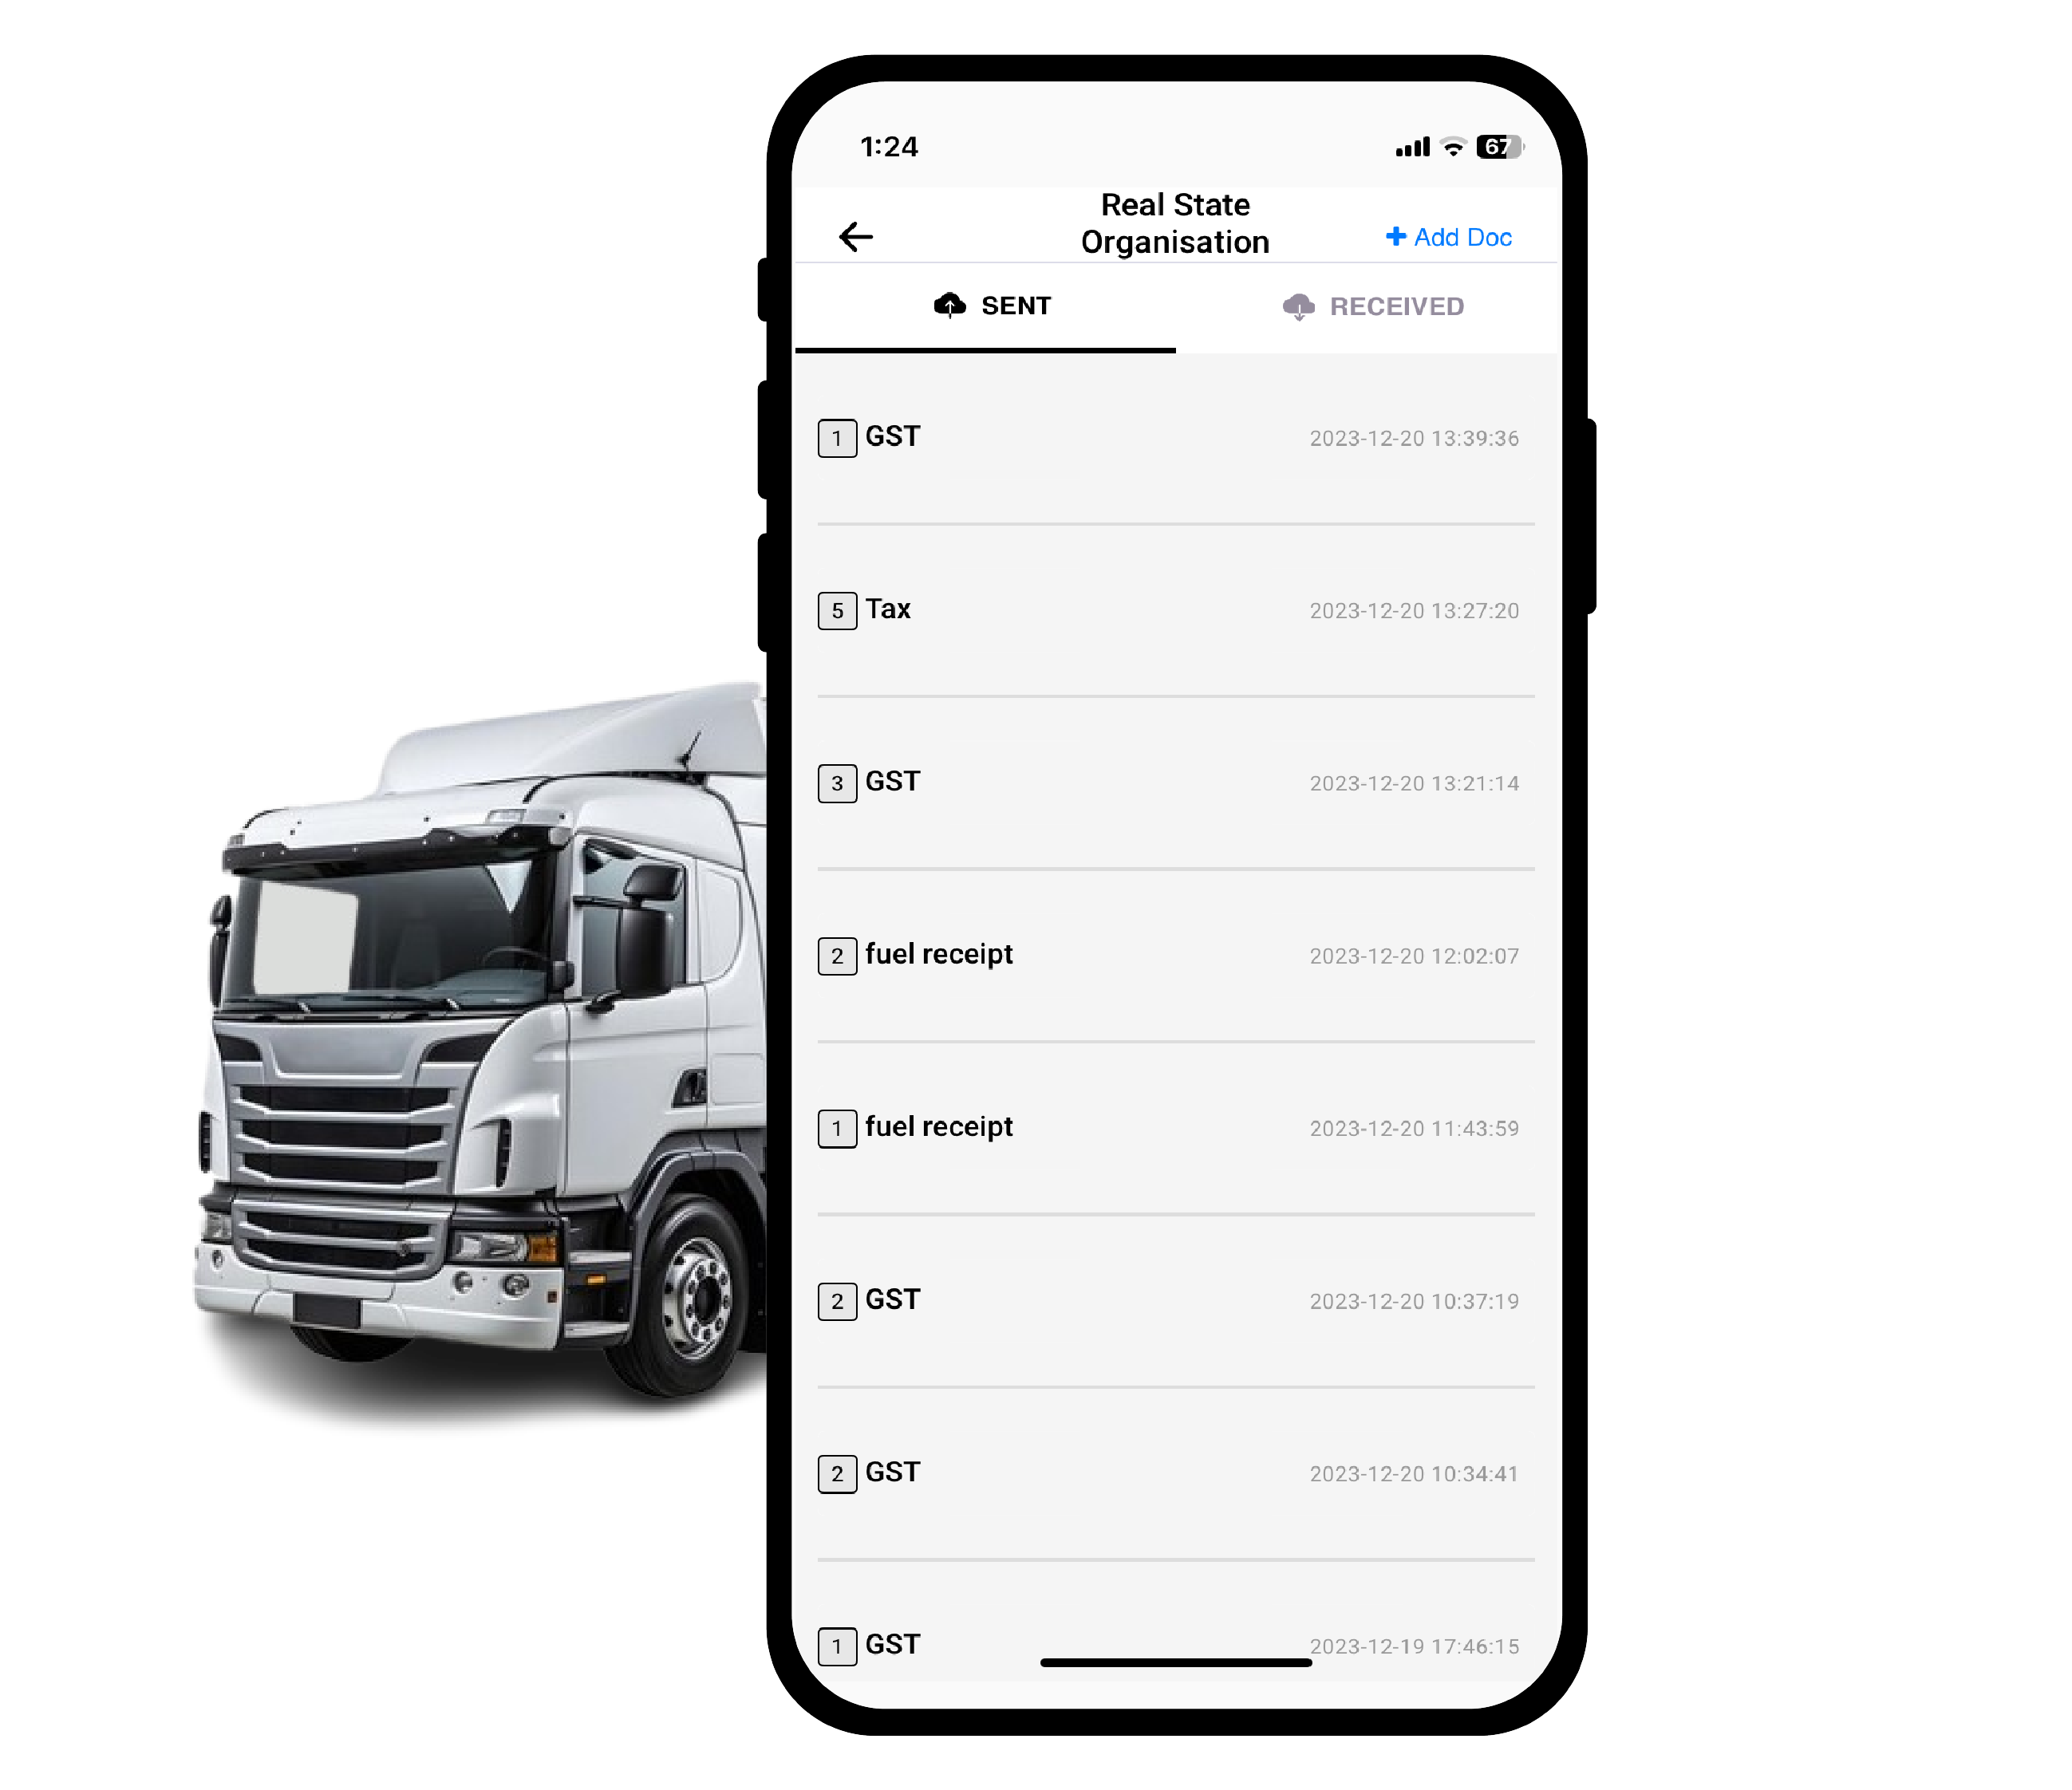 1:24
67
Real State
Organisation
+ Add Doc
SENT
RECEIVED
1 GST 2023-12-20 13:39:36
5 Tax 2023-12-20 13:27:20
3 GST 2023-12-20 13:21:14
2 fuel receipt 2023-12-20 12:02:07
1 fuel receipt 2023-12-20 11:43:59
2 GST 2023-12-20 10:37:19
2 GST 2023-12-20 10:34:41
1 GST 2023-12-19 17:46:15